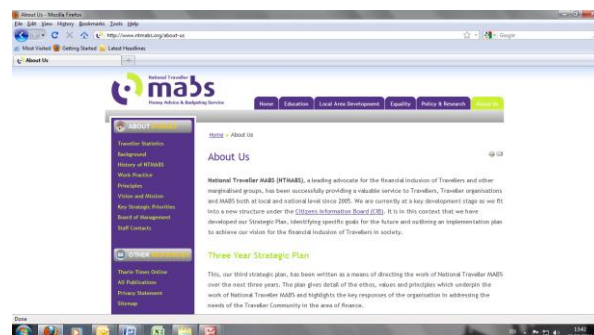 About Us - Mozilla Firefox
File Edit View History Bookmarks Tools Help
http://www.ntmabs.org/about-us
Google
Most Visited Getting Started Latest Headlines
About Us
National Traveller
mabs
Money Advice & Budgeting Service
Home Education Local Area Development Equality Policy & Research About Us
ABOUT
Traveller Statistics
Background
History of NTMABS
Work Practice
Principles
Vision and Mission
Key Strategic Priorities
Board of Management
Staff Contacts
OTHER
Tharie Times Online
All Publications
Privacy Statement
Sitemap
Home » About Us
About Us
National Traveller MABS (NTMABS), a leading advocate for the financial inclusion of Travellers and other
marginalised groups, has been successfully providing a valuable service to Travellers, Traveller organisations
and MABS both at local and national level since 2005. We are currently at a key development stage as we fit
into a new structure under the Citizens Information Board (CIB). It is in this context that we have
developed our Strategic Plan, identifying specific goals for the future and outlining an implementation plan
to achieve our vision for the financial inclusion of Travellers in society.
Three Year Strategic Plan
This, our third strategic plan, has been written as a means of directing the work of National Traveller MABS
over the next three years. The plan gives detail of the ethos, values and principles which underpin the
work of National Traveller MABS and highlights the key responses of the organisation in addressing the
needs of the Traveller Community in the area of finance.
Done
13:42